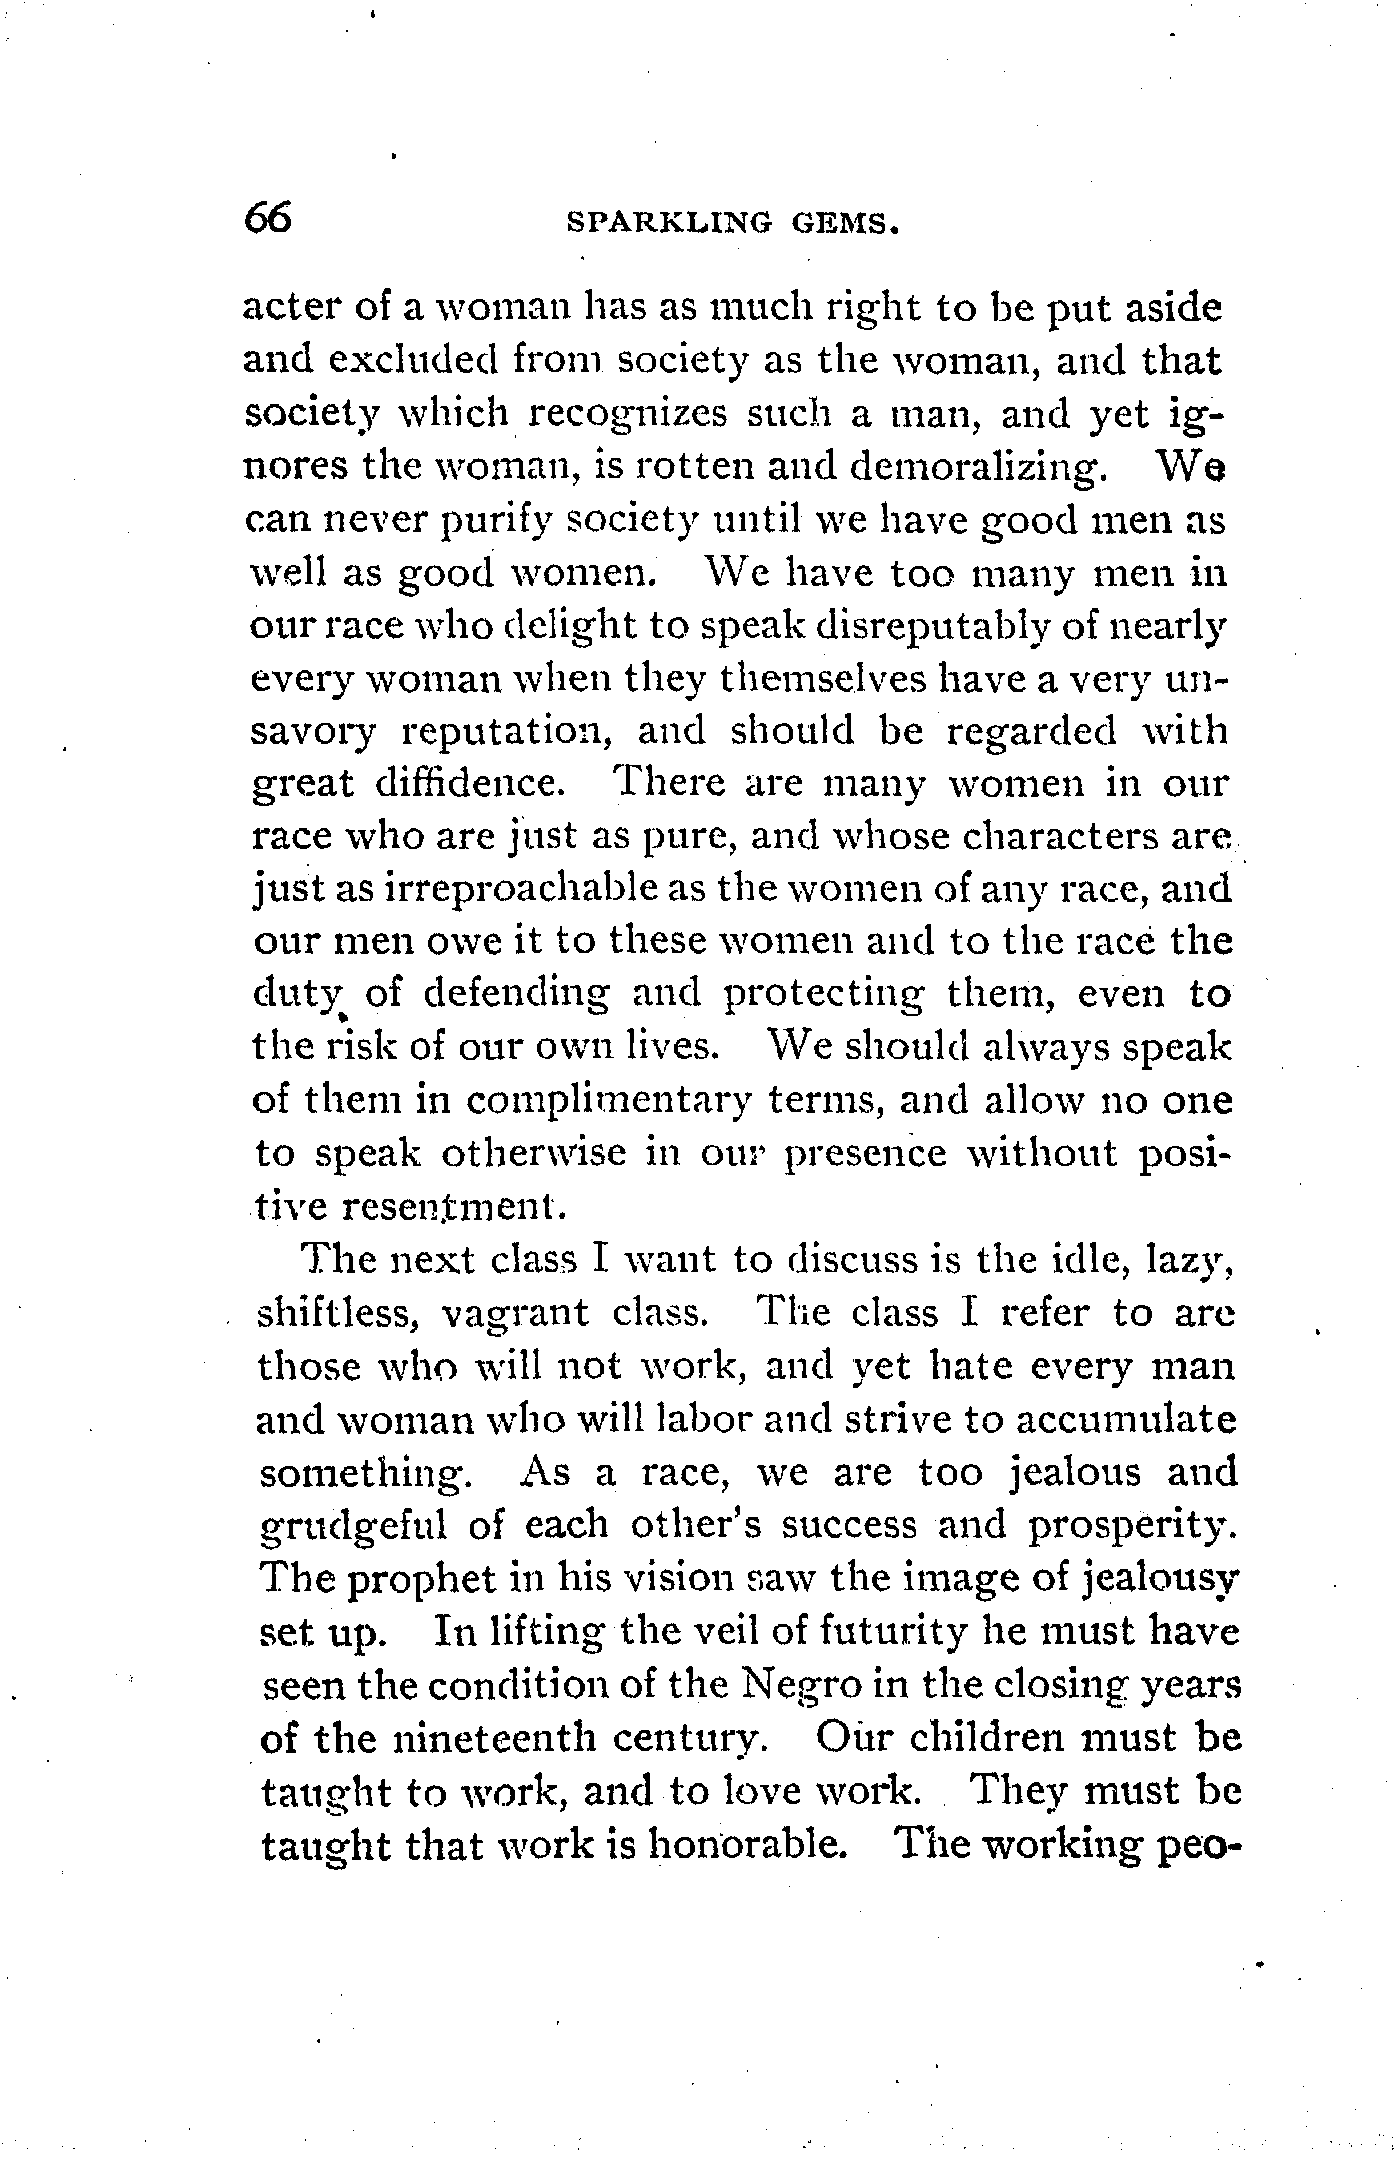 66 SPARKLING GEMS.
acter of a woman has as much right to be put aside
and excluded from society as the woman, and that
society which recognizes such a man, and yet ig-
nores the woman, is rotten and demoralizing. We
can never purify society until we have good men as
well as good women. We have too many men in
our race who delight to speak disreputably of nearly
every woman when they themselves have a very un-
savory reputation, and should be regarded with
great diffidence. There are many women in our
race who are just as pure, and whose characters are
just as irreproachable as the women of any race, and
our men owe it to these women and to the race the
duty of defending and protecting them, even to
the risk of our own lives. We should always speak
of them in complimentary terms, and allow no one
to speak otherwise in our presence without posi-
tive resentment.
The next class I want to discuss is the idle, lazy,
shiftless, vagrant class. The class I refer to are
those who will not work, and yet hate every man
and woman who will labor and strive to accumulate
something. As a race, we are too jealous and
grudgeful of each other's success and prosperity.
The prophet in his vision saw the image of jealousy
set up. In lifting the veil of futurity he must have
seen the condition of the Negro in the closing years
of the nineteenth century. Our children must be
taught to work, and to love work. They must be
taught that work is honorable. The working peo-